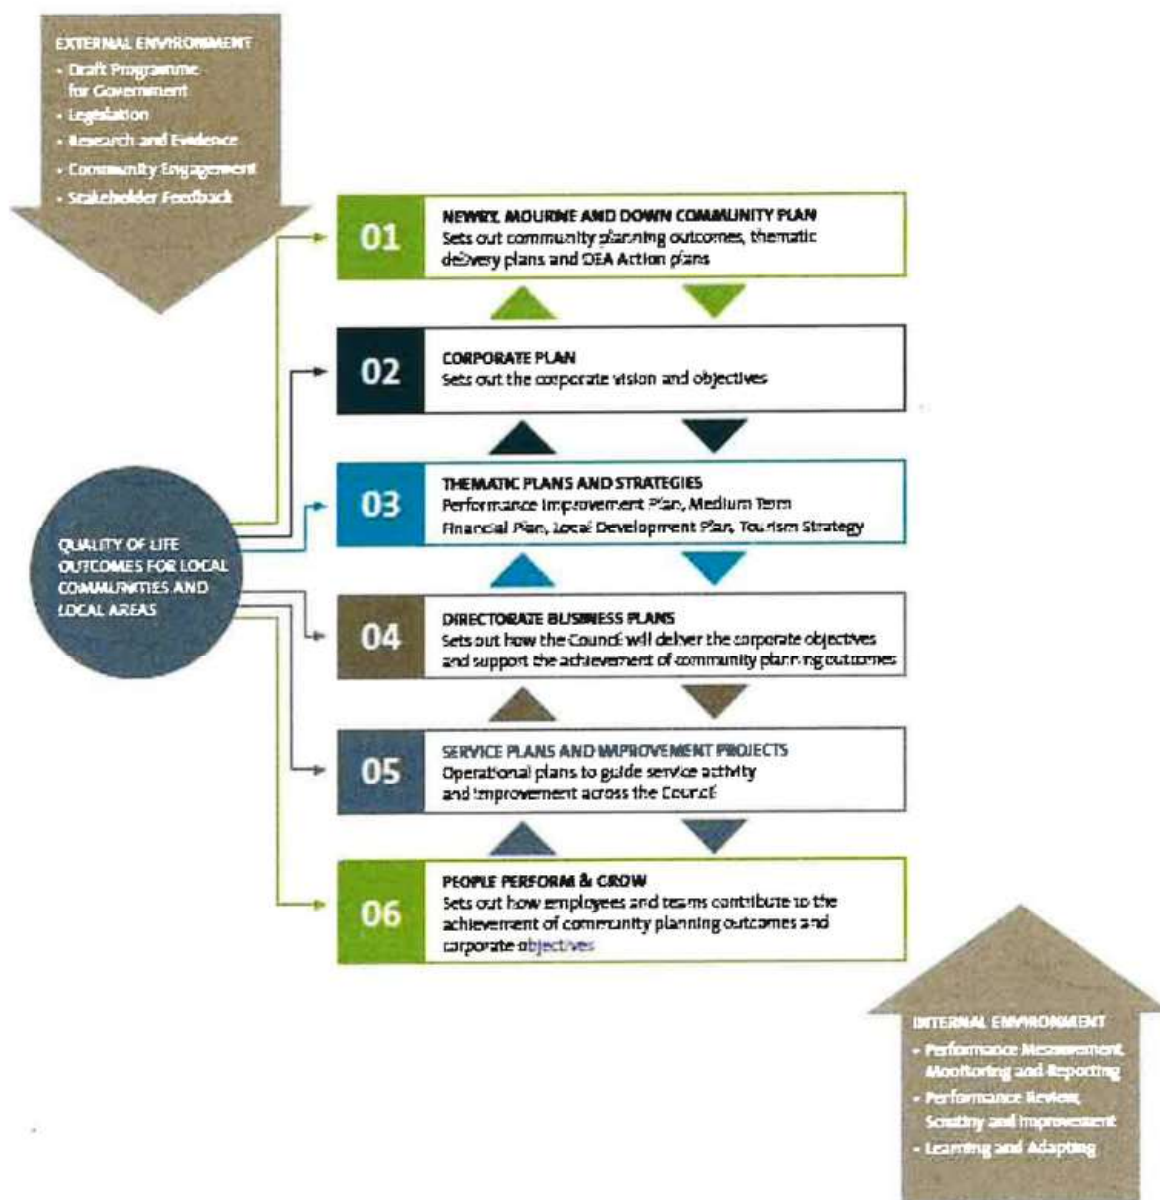 EXTERNAL ENVIRONMENT
• Draft Programme
for Government
• Legislation
• Research and Evidence
• Community Engagement
• Stakeholder Feedback
01
NEWRY, MOURNE AND DOWN COMMUNITY PLAN
Sets out community planning outcomes, thematic
delivery plans and DEA Action plans
02
CORPORATE PLAN
Sets out the corporate vision and objectives
03
THEMATIC PLANS AND STRATEGIES
Performance Improvement Plan, Medium Term
Financial Plan, Local Development Plan, Tourism Strategy
QUALITY OF LIFE
OUTCOMES FOR LOCAL
COMMUNITIES AND
LOCAL AREAS
04
DIRECTORATE BUSINESS PLANS
Sets out how the Council will deliver the corporate objectives
and support the achievement of community planning outcomes
05
SERVICE PLANS AND IMPROVEMENT PROJECTS
Operational plans to guide service activity
and improvement across the Council
06
PEOPLE PERFORM & GROW
Sets out how employees and teams contribute to the
achievement of community planning outcomes and
corporate objectives
INTERNAL ENVIRONMENT
• Performance Measurement,
Monitoring and Reporting
• Performance Review,
Scrutiny and Improvement
• Learning and Adapting